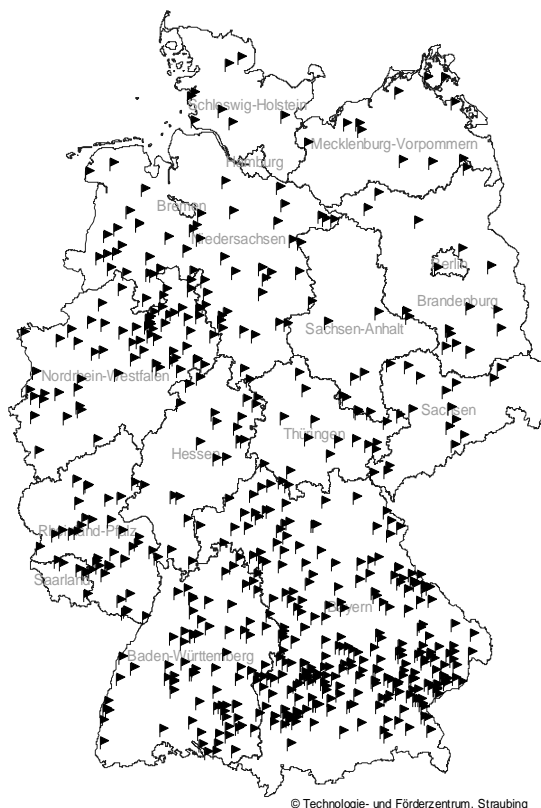 Schleswig-Holstein
Mecklenburg-Vorpommern
Hamburg
Bremen
Niedersachsen
Berlin
Brandenburg
Sachsen-Anhalt
Nordrhein-Westfalen
Sachsen
Thüringen
Hessen
Rheinland-Pfalz
Saarland
Bayern
Baden-Württemberg
© Technologie- und Förderzentrum, Straubing